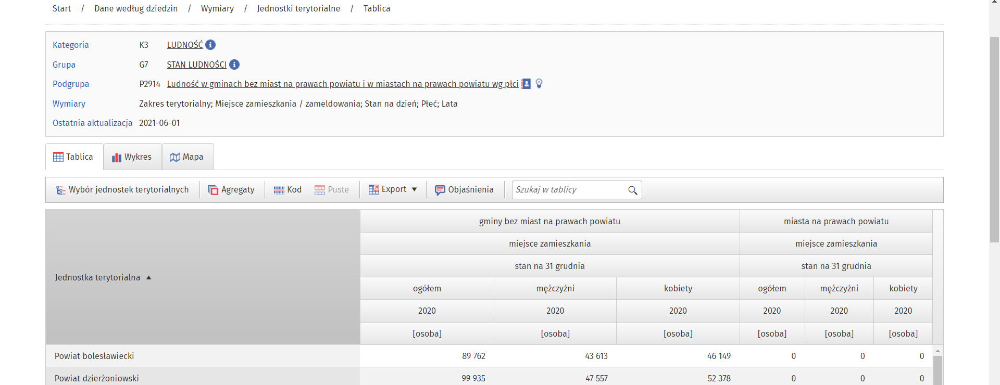 Start / Dane według dziedzin / Wymiary / Jednostki terytorialne / Tablica
Kategoria K3 LUDNOŚĆ
Grupa G7 STAN LUDNOŚCI
Podgrupa P2914 Ludność w gminach bez miast na prawach powiatu i w miastach na prawach powiatu wg płci
Wymiary Zakres terytorialny; Miejsce zamieszkania / zameldowania; Stan na dzień; Płeć; Lata
Ostatnia aktualizacja 2021-06-01
Tablica Wykres Mapa
Wybór jednostek terytorialnych Agregaty Kod Puste Export Objaśnienia Szukaj w tablicy
gminy bez miast na prawach powiatu miasta na prawach powiatu
miejsce zamieszkania miejsce zamieszkania
stan na 31 grudnia stan na 31 grudnia
Jednostka terytorialna
ogółem mężczyźni kobiety ogółem mężczyźni kobiety
2020 2020 2020 2020 2020 2020
[osoba] [osoba] [osoba] [osoba] [osoba] [osoba]
Powiat bolesławiecki 89 762 43 613 46 149 0 0 0
Powiat dzierżoniowski 99 935 47 557 52 378 0 0 0